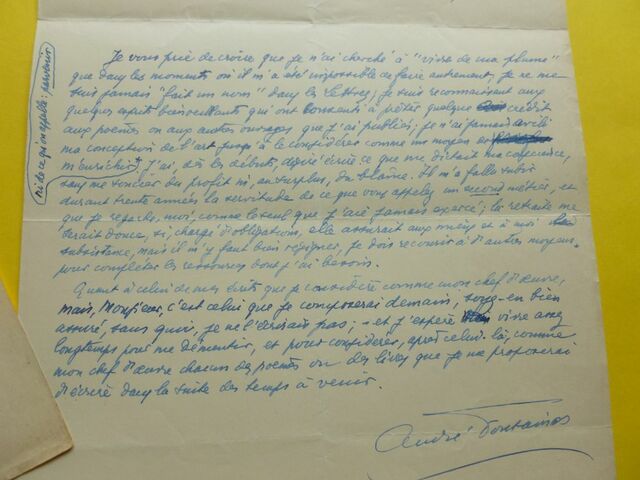 Je vous prie de croire que je n'ai cherché à "vivre de ma plume"
que dans les moments où il m'a été impossible de faire autrement. Je ne me
suis jamais "fait un nom" dans les lettres; je suis reconnaissant aux
quelques esprits bienveillants qui ont consenti à prêter quelque crédit
aux poèmes ou aux autres ouvrages que j'ai publiés; je n'ai jamais avili
ma conception de l'art jusqu'à le considérer comme un moyen de
m'enrichir J'ai, dès les débuts, désiré écrire ce que me dictait ma conscience,
ni de ce qu'on appelle: parvenir
sans me soucier du profit ni, au surplus, du blâme. Il m'a fallu subir
durant trente années la servitude de ce que vous appelez un second métier, et
que je regarde, moi, comme le seul que j'aie jamais exercé; la retraite me
serait douce, si, chargé d'obligations, elle assurait aux miens et à moi la
subsistance, mais il m'y faut bien résigner, je dois recourir à d'autres moyens
pour compléter les ressources dont j'ai besoin.
Quant à celui de mes écrits que je considère comme mon chef d'œuvre,
mais, Monsieur, c'est celui que je composerai demain, soyez-en bien
assuré, sans quoi, je ne l'écrirais pas; et j'espère vivre assez
longtemps pour me démentir, et pour considérer, après celui-là, comme
mon chef d'œuvre chacun des poèmes ou des livres que je me proposerai
d'écrire dans la suite des temps à venir.
André Fontainas